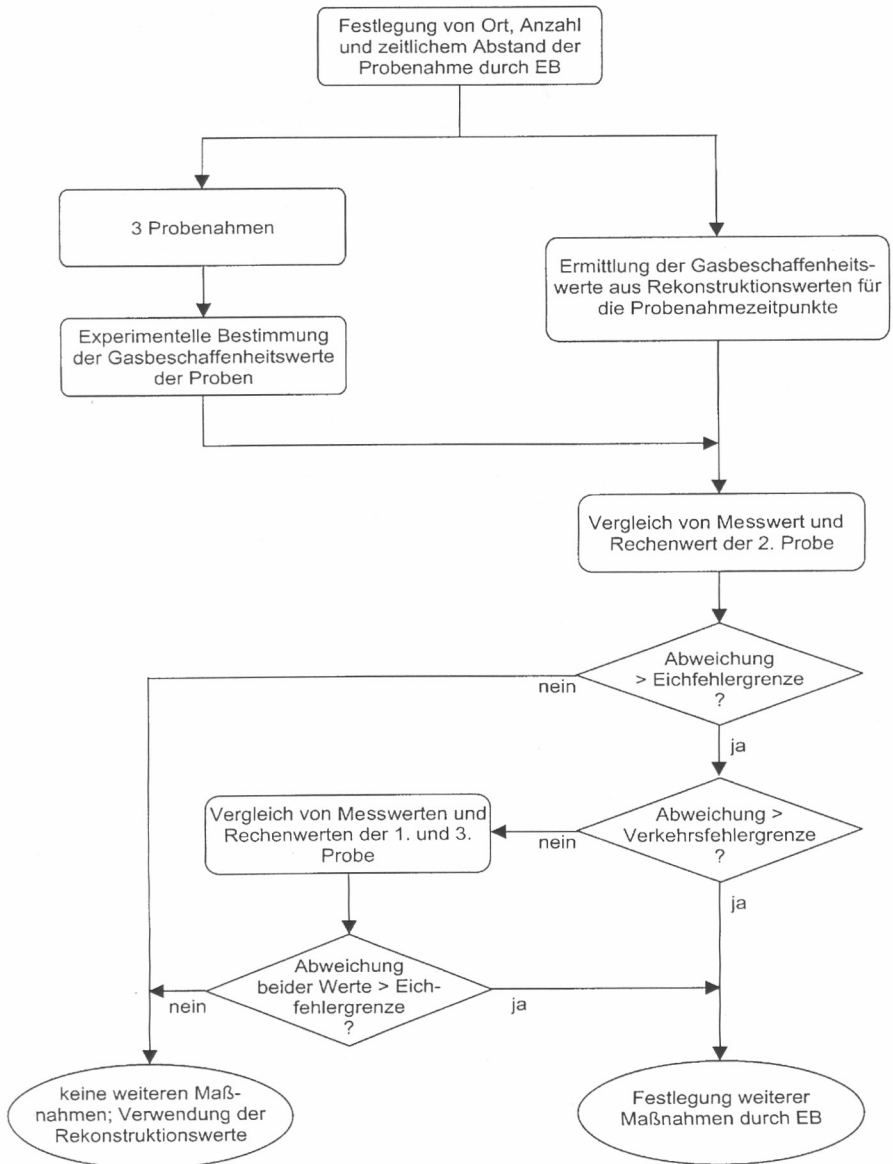 Festlegung von Ort, Anzahl
und zeitlichem Abstand der
Probenahme durch EB
3 Probenahmen
Ermittlung der Gasbeschaffenheits-
werte aus Rekonstruktionswerten für
die Probenahmezeitpunkte
Experimentelle Bestimmung
der Gasbeschaffenheitswerte
der Proben
Vergleich von Messwert und
Rechenwert der 2. Probe
Abweichung
> Eichfehlergrenze
?
nein
ja
Abweichung >
Verkehrsfehlergrenze
?
nein
ja
Vergleich von Messwerten und
Rechenwerten der 1. und 3.
Probe
Abweichung
beider Werte > Eich-
fehlergrenze
?
nein
ja
keine weiteren Maß-
nahmen; Verwendung der
Rekonstruktionswerte
Festlegung weiterer
Maßnahmen durch EB